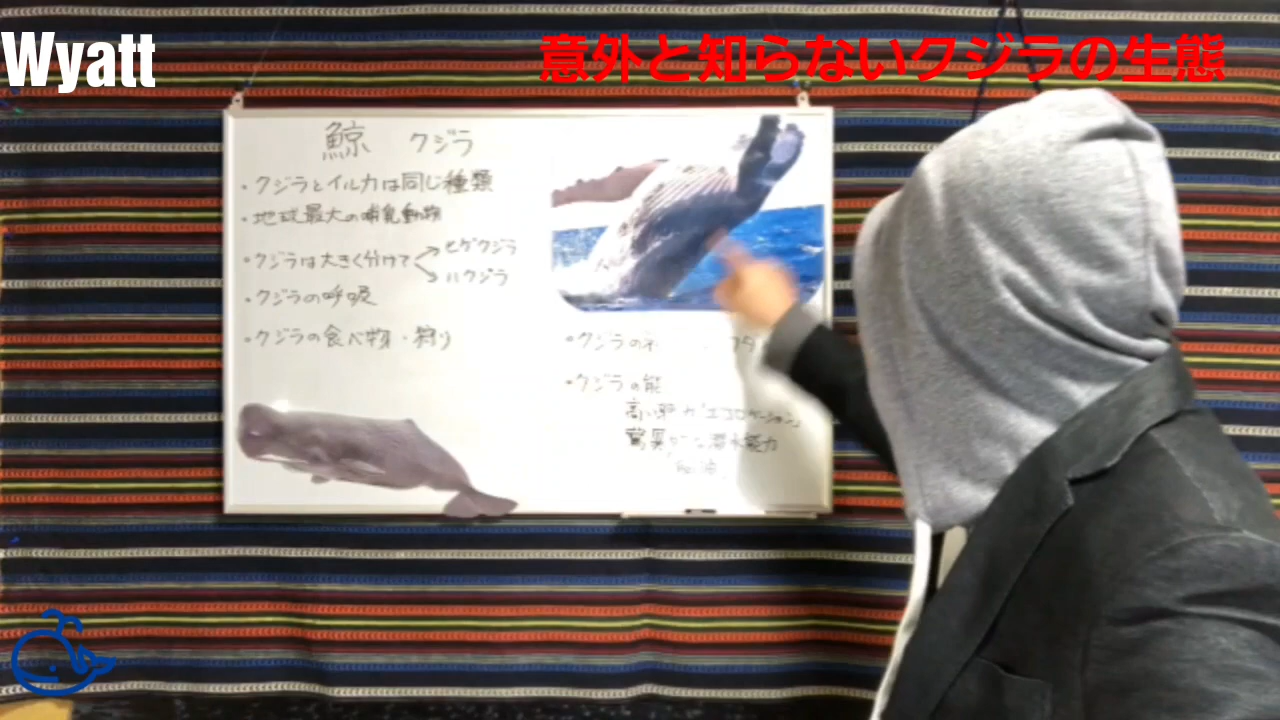 Wyatt
意外と知らないクジラの生態
鯨 クジラ
・クジラとイルカは同じ種類
・地球最大の哺乳動物
・クジラは大きく分けて
ヒゲクジラ
ハクジラ
・クジラの呼吸
・クジラの食べ物・狩り
・クジラの
・クジラの能
高い 「エコロケーション」
驚異 な潜水能力